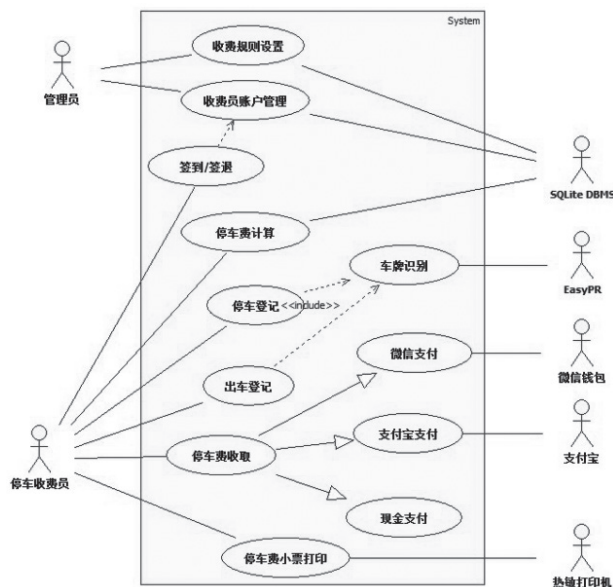 System
收费规则设置
管理员
收费员账户管理
签到/签退
SQLite DBMS
停车费计算
车牌识别
EasyPR
停车登记
<<include>>
微信支付
微信钱包
出车登记
支付宝支付
支付宝
停车费收取
停车收费员
现金支付
停车费小票打印
热敏打印机